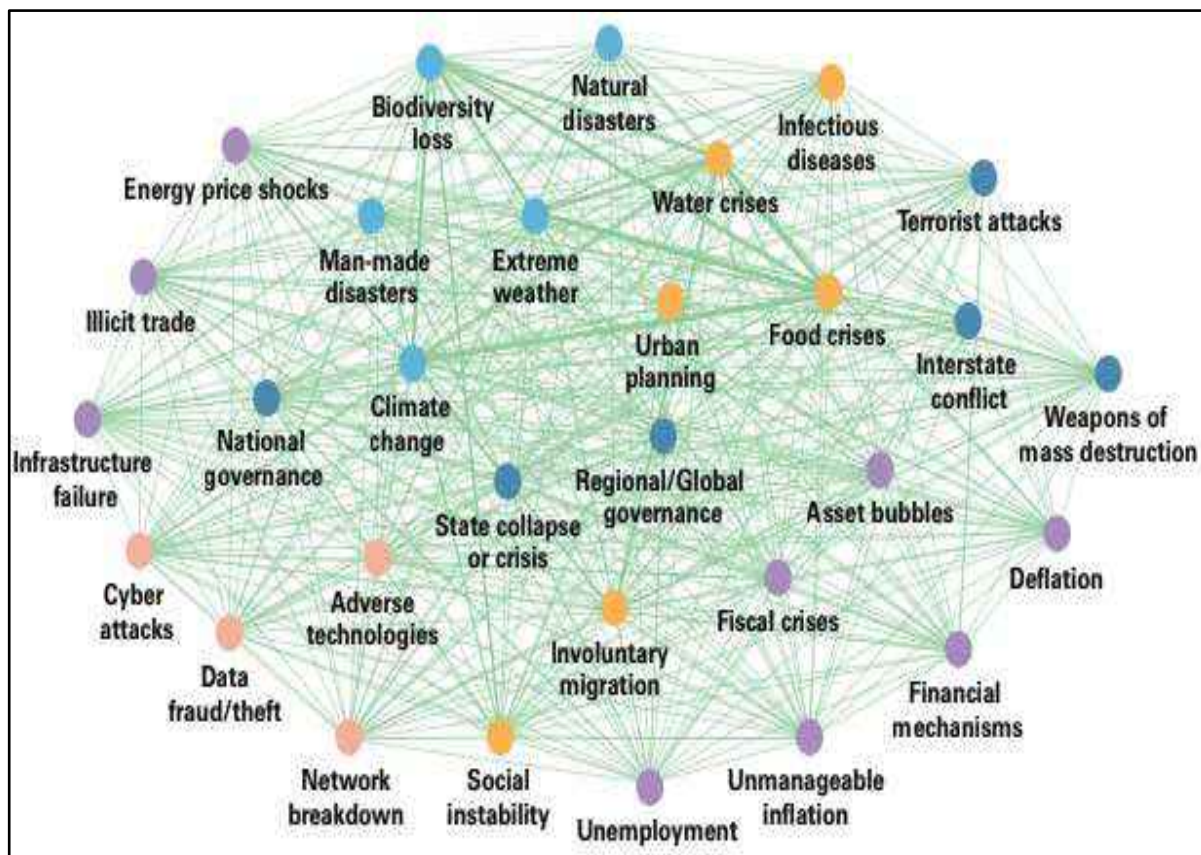 Biodiversity
loss
Natural
disasters
Infectious
diseases
Energy price shocks
Water crises
Terrorist attacks
Man-made
disasters
Extreme
weather
Illicit trade
Urban
planning
Food crises
Interstate
conflict
Climate
change
National
governance
Weapons of
mass destruction
Infrastructure
failure
Regional/Global
governance
State collapse
or crisis
Asset bubbles
Deflation
Cyber
attacks
Adverse
technologies
Fiscal crises
Data
fraud/theft
Involuntary
migration
Financial
mechanisms
Network
breakdown
Social
instability
Unemployment
Unmanageable
inflation